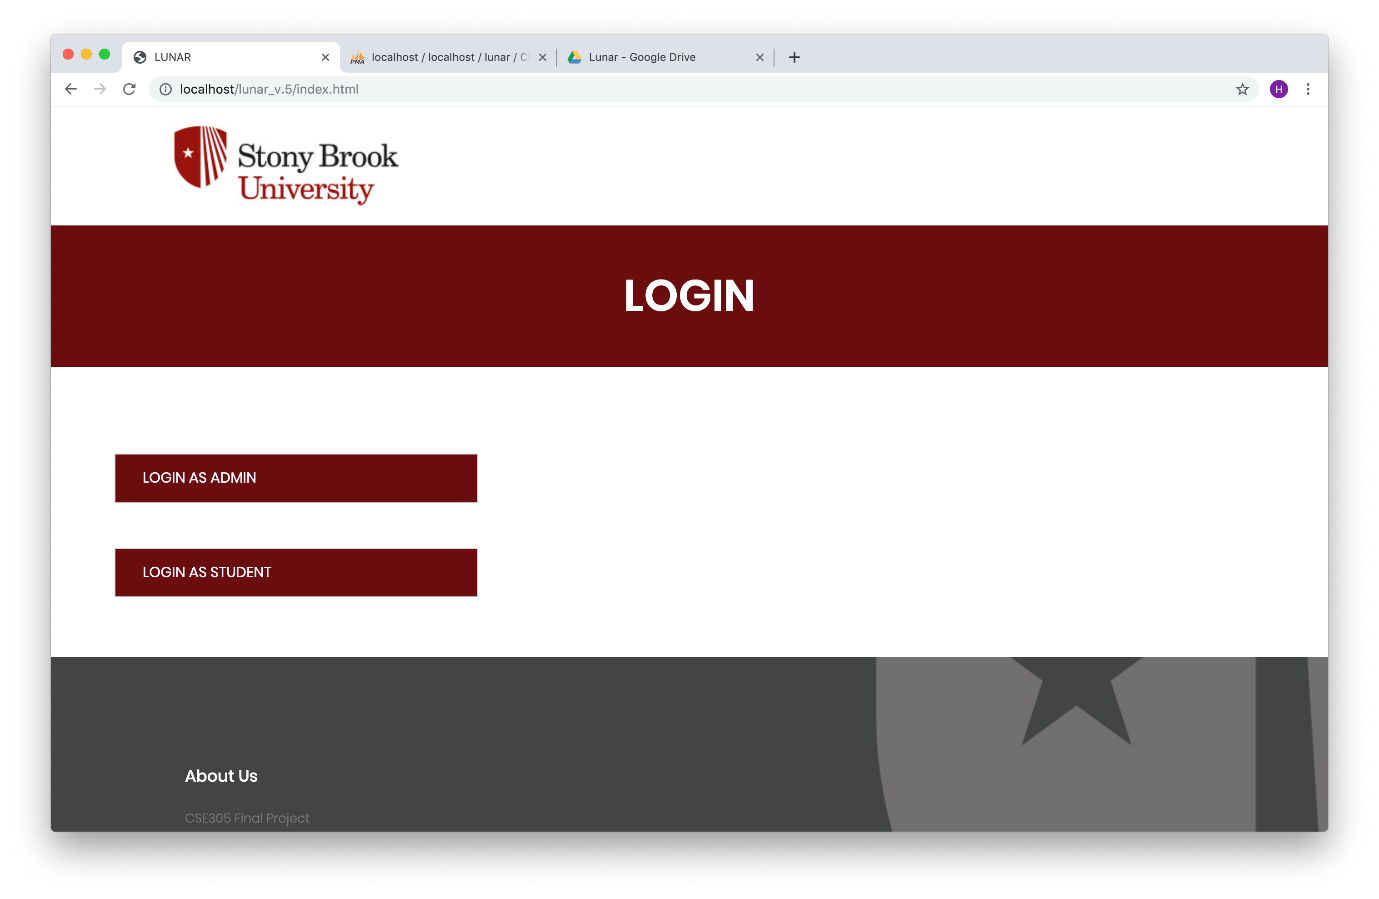 LUNAR
localhost / localhost / lunar / C
Lunar - Google Drive
localhost/lunar_v.5/index.html
H
Stony Brook
University
LOGIN
LOGIN AS ADMIN
LOGIN AS STUDENT
About Us
CSE305 Final Project